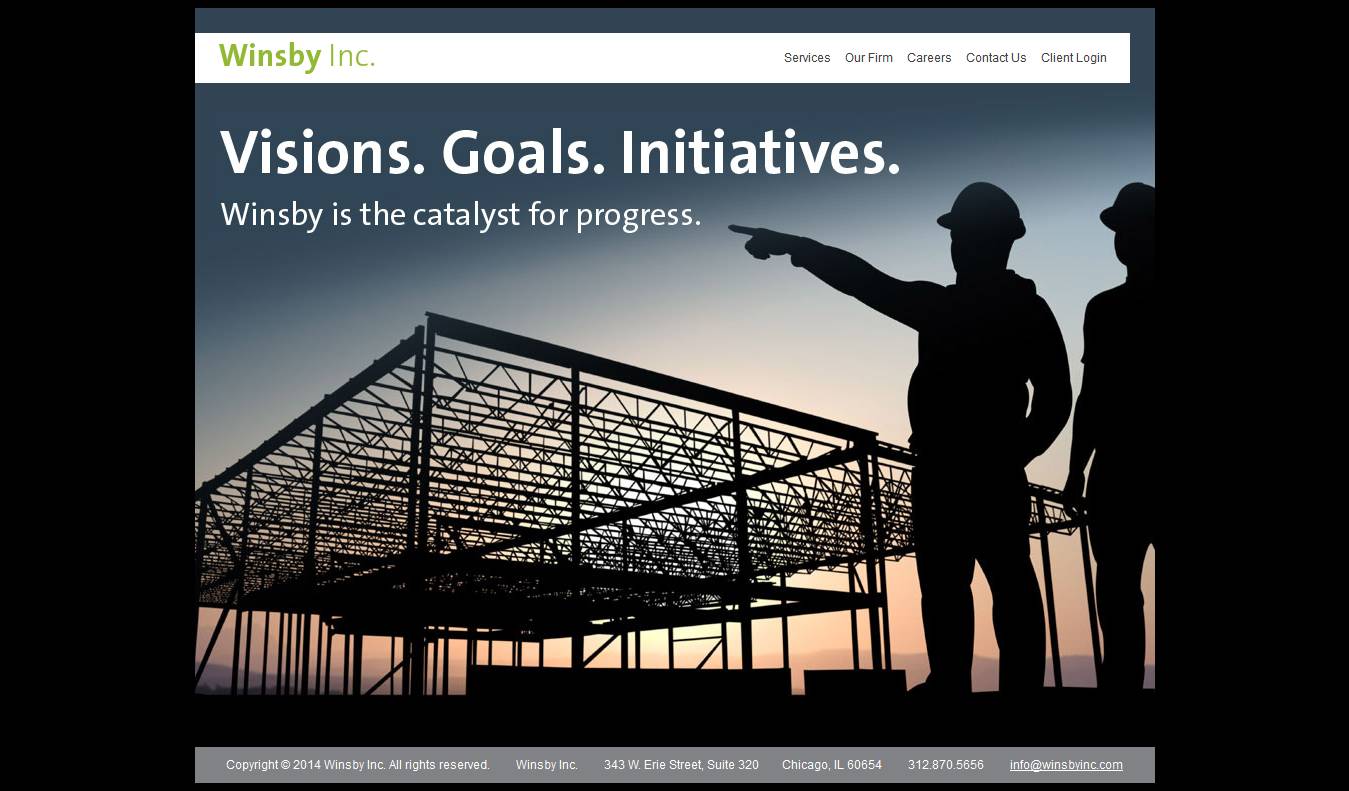 Winsby Inc.
Services Our Firm Careers Contact Us Client Login
Visions. Goals. Initiatives.
Winsby is the catalyst for progress.
Copyright © 2014 Winsby Inc. All rights reserved. Winsby Inc. 343 W. Erie Street, Suite 320 Chicago, IL 60654 312.870.5656 info@winsbyinc.com